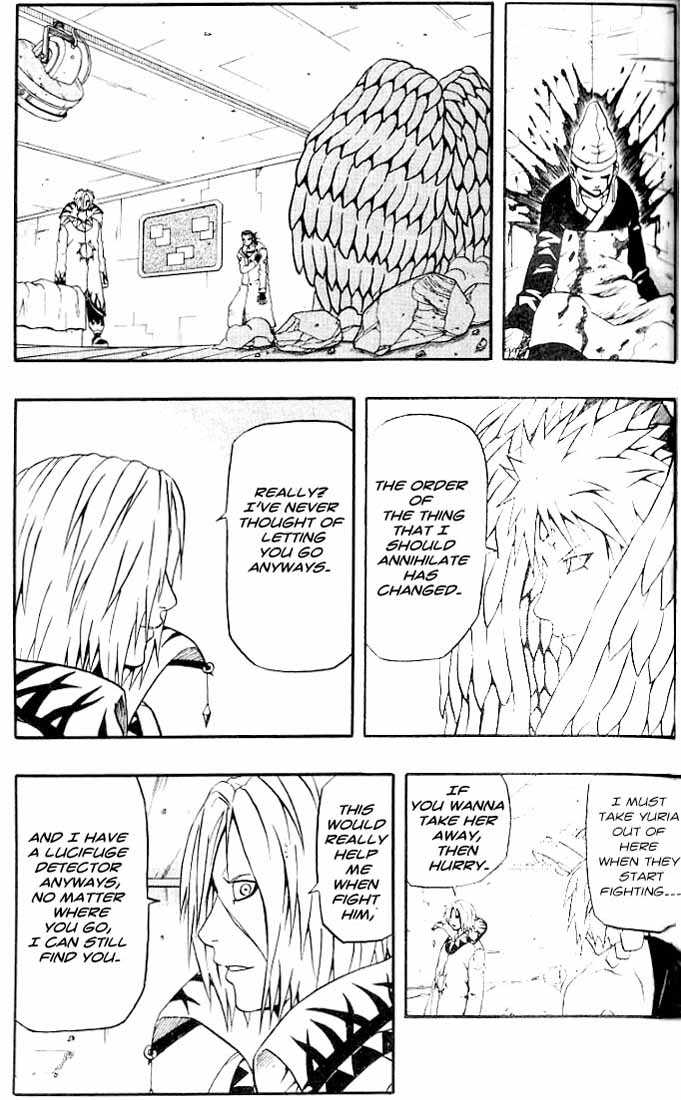 THE ORDER
OF
THE THING
THAT I
SHOULD
ANNIHILATE
HAS
CHANGED..
REALLY?
I'VE NEVER
THOUGHT OF
LETTING
YOU GO
ANYWAYS..
I MUST
TAKE YURIA
OUT OF
HERE
WHEN THEY
START
FIGHTING...
IF
YOU WANNA
TAKE HER
AWAY,
THEN
HURRY..
THIS
WOULD
REALLY
HELP
ME
WHEN
FIGHT
HIM,
AND I HAVE
A LUCIFUGE
DETECTOR
ANYWAYS,
NO MATTER
WHERE
YOU GO,
I CAN STILL
FIND YOU..